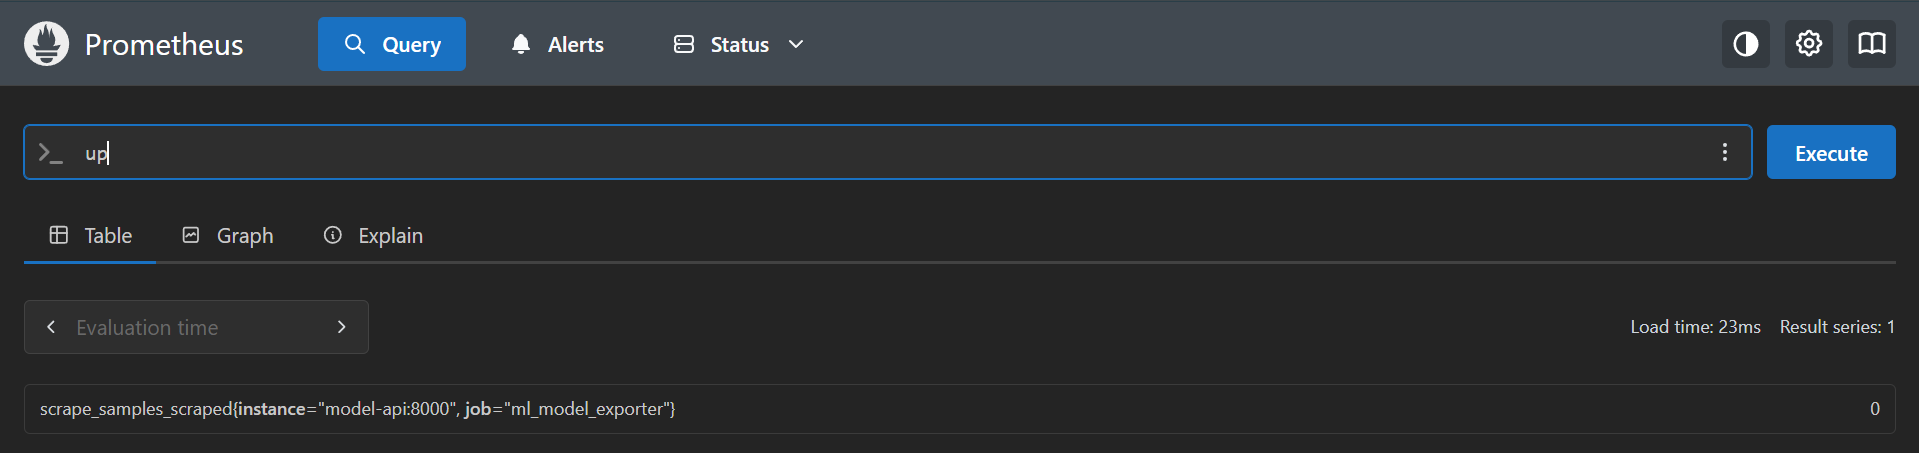 Prometheus Query Alerts Status
up Execute
Table Graph Explain
Evaluation time Load time: 23ms Result series: 1
scrape_samples_scraped{instance="model-api:8000", job="ml_model_exporter"} 0